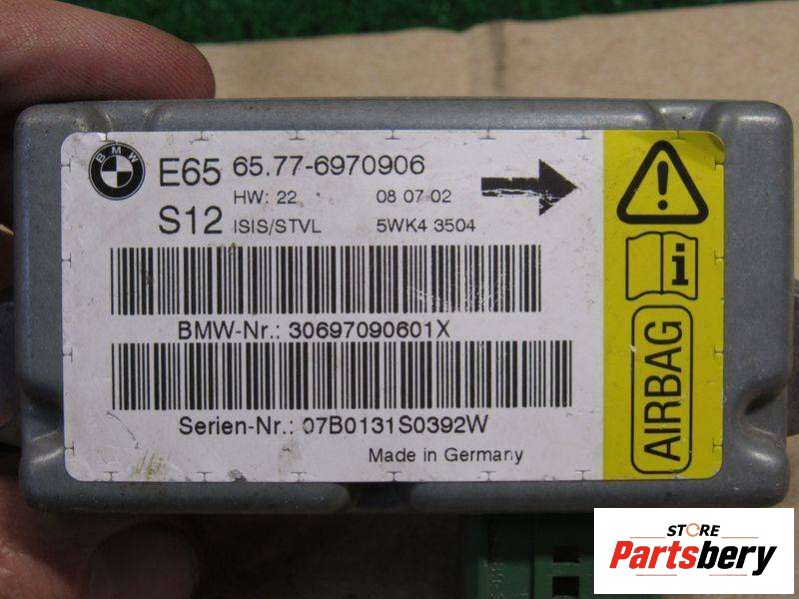 BMW
E65 65.77-6970906
HW: 22 08 07 02
S12 ISIS/STVL 5WK4 3504
BMW-Nr.: 30697090601X
Serien-Nr.: 07B0131S0392W
Made in Germany
!
i
AIRBAG
STORE
Partsbery